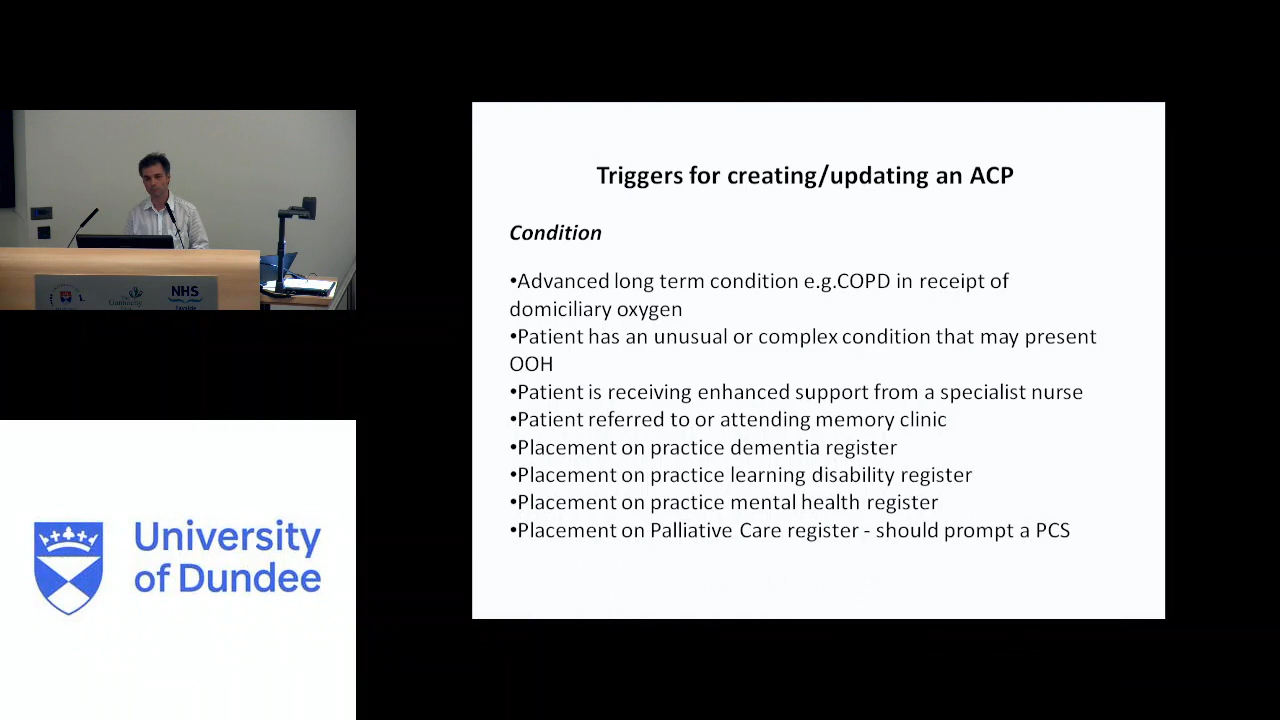 Triggers for creating/updating an ACP
Condition
•Advanced long term condition e.g.COPD in receipt of
domiciliary oxygen
•Patient has an unusual or complex condition that may present
OOH
•Patient is receiving enhanced support from a specialist nurse
•Patient referred to or attending memory clinic
•Placement on practice dementia register
•Placement on practice learning disability register
•Placement on practice mental health register
•Placement on Palliative Care register - should prompt a PCS
NHS
University
of Dundee